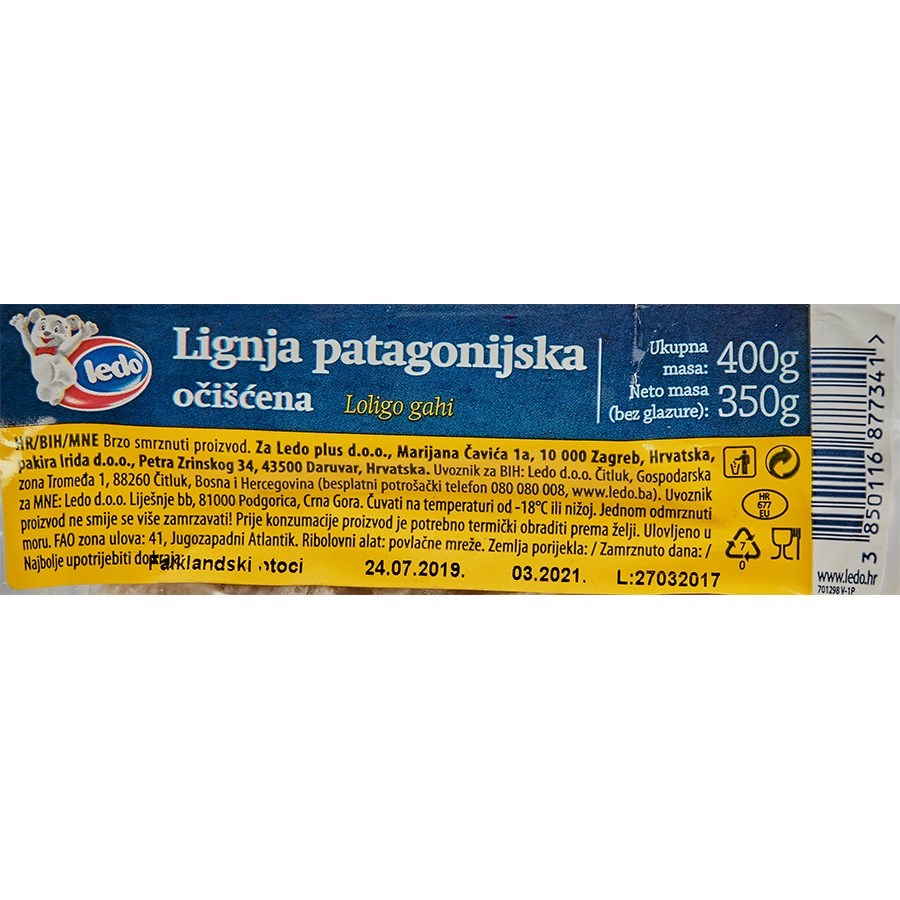 ledo
Lignja patagonijska
očišćena Loligo gahi
Ukupna masa: 400g
Neto masa (bez glazure): 350g
HR/BIH/MNE Brzo smrznuti proizvod. Za Ledo plus d.o.o., Marijana Čavića 1a, 10 000 Zagreb, Hrvatska,
pakira Irida d.o.o., Petra Zrinskog 34, 43500 Daruvar, Hrvatska. Uvoznik za BIH: Ledo d.o.o. Čitluk, Gospodarska
zona Tromeđa 1, 88260 Čitluk, Bosna i Hercegovina (besplatni potrošački telefon 080 080 008, www.ledo.ba). Uvoznik
za MNE: Ledo d.o.o. Liješnje bb, 81000 Podgorica, Crna Gora. Čuvati na temperaturi od -18°C ili nižoj. Jednom odmrznuti
proizvod ne smije se više zamrzavati! Prije konzumacije proizvod je potrebno termički obraditi prema želji. Ulovljeno u
moru. FAO zona ulova: 41, Jugozapadni Atlantik. Ribolovni alat: povlačne mreže. Zemlja porijekla: / Zamrznuto dana: /
Najbolje upotrijebiti do kraja:
Falklandski otoci 24.07.2019. 03.2021. L:27032017
HR
677
EU
7
0
3 850116 877341 >
www.ledo.hr
701298 V-1P